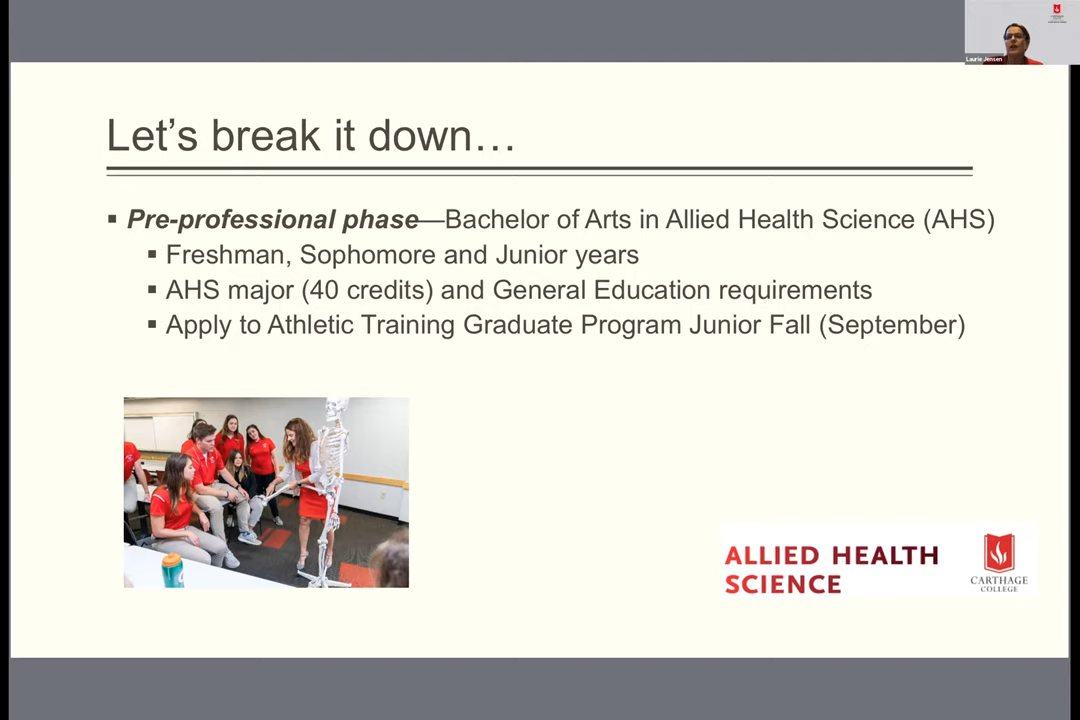 Laurie Jensen
Let's break it down…
▪ Pre-professional phase—Bachelor of Arts in Allied Health Science (AHS)
▪ Freshman, Sophomore and Junior years
▪ AHS major (40 credits) and General Education requirements
▪ Apply to Athletic Training Graduate Program Junior Fall (September)
ALLIED HEALTH
SCIENCE
CARTHAGE
COLLEGE